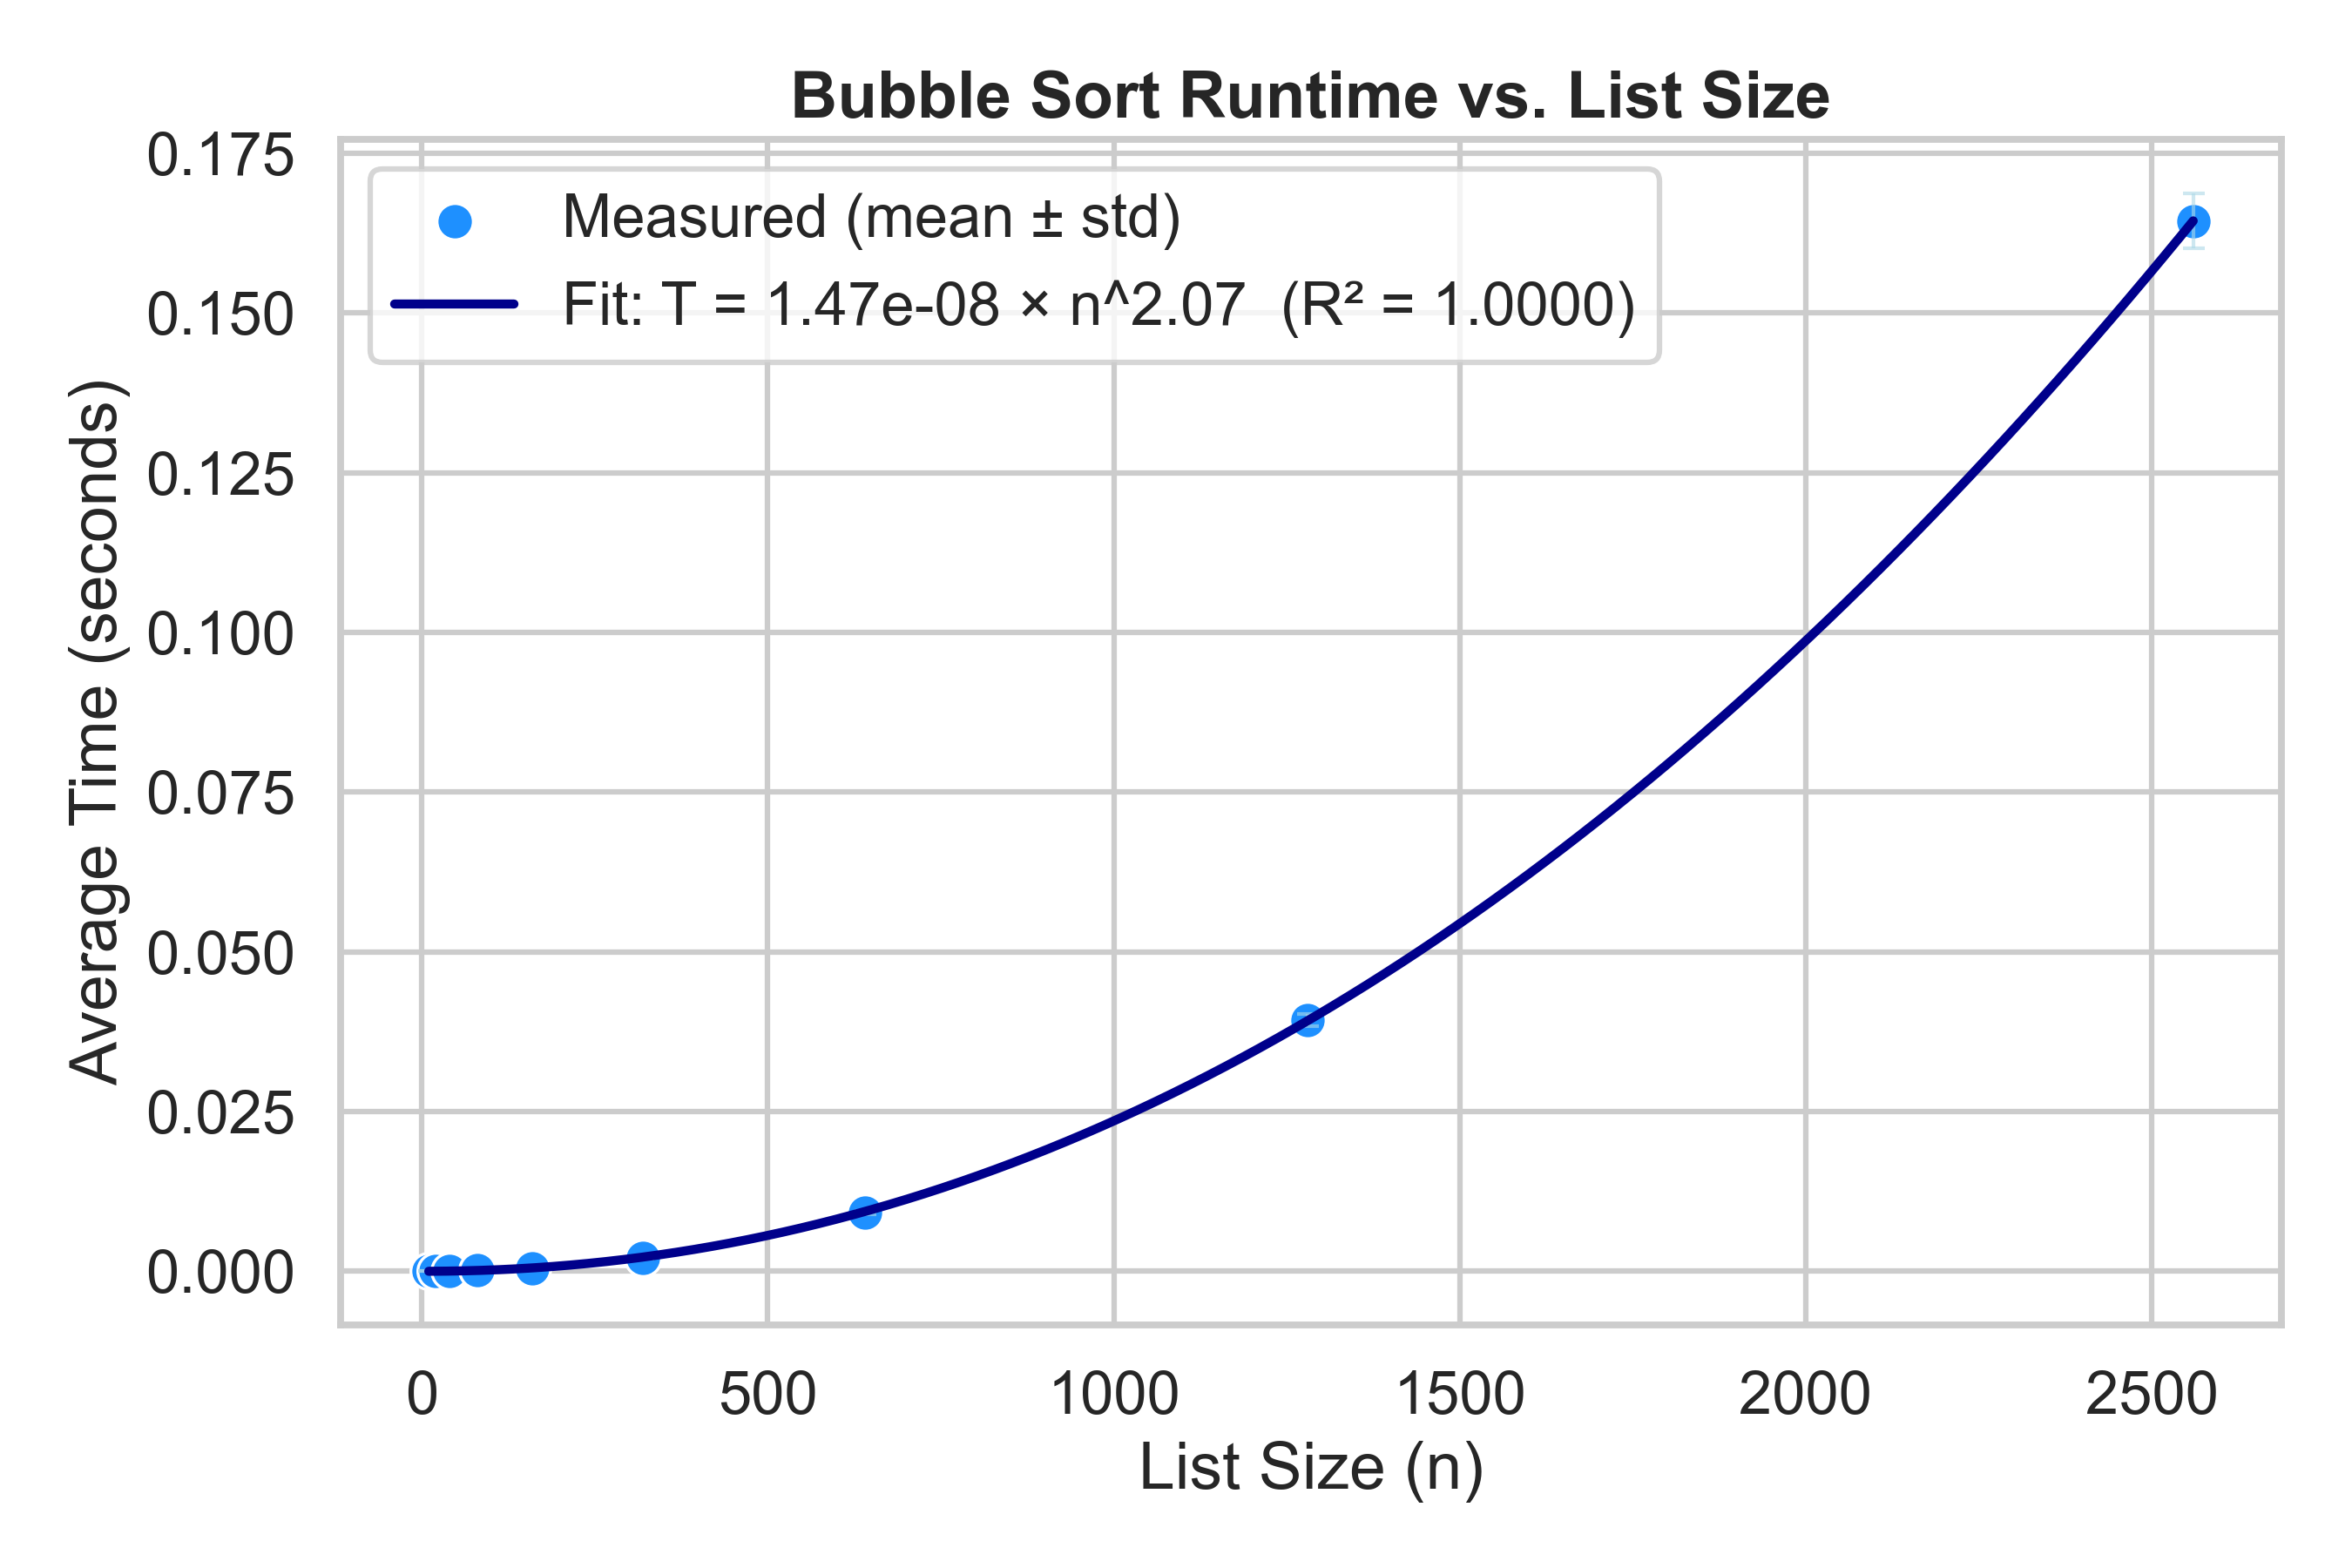 Bubble Sort Runtime vs. List Size
Measured (mean ± std)
Fit: T = 1.47e-08 × n^2.07 (R² = 1.0000)
Average Time (seconds)
0.175
0.150
0.125
0.100
0.075
0.050
0.025
0.000
0 500 1000 1500 2000 2500
List Size (n)